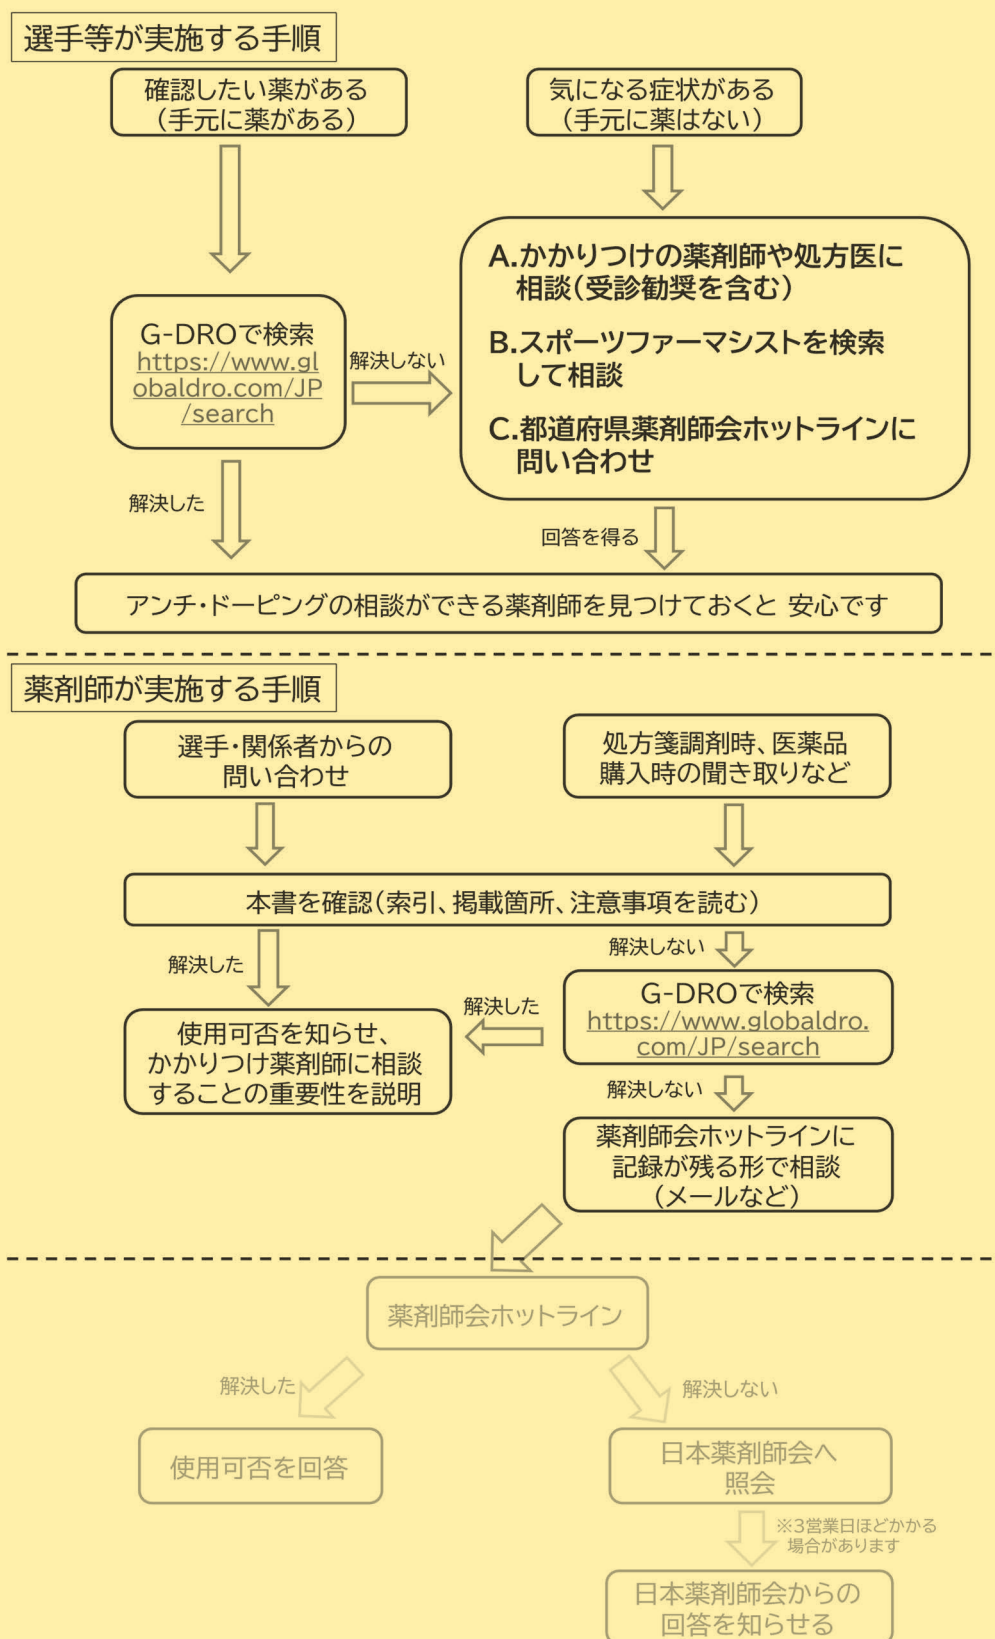 選手等が実施する手順
確認したい薬がある
(手元に薬がある)
気になる症状がある
(手元に薬はない)
G-DROで検索
https://www.gl
obaldro.com/JP
/search
解決しない
A.かかりつけの薬剤師や処方医に
相談(受診勧奨を含む)
B.スポーツファーマシストを検索
して相談
C.都道府県薬剤師会ホットラインに
問い合わせ
解決した
回答を得る
アンチ・ドーピングの相談ができる薬剤師を見つけておくと 安心です
薬剤師が実施する手順
選手・関係者からの
問い合わせ
処方箋調剤時、医薬品
購入時の聞き取りなど
本書を確認(索引、掲載箇所、注意事項を読む)
解決した
解決しない
使用可否を知らせ、
かかりつけ薬剤師に相談
することの重要性を説明
解決した
G-DROで検索
https://www.globaldro.
com/JP/search
解決しない
薬剤師会ホットラインに
記録が残る形で相談
(メールなど)
薬剤師会ホットライン
解決した
解決しない
使用可否を回答
日本薬剤師会へ
照会
※3営業日ほどかかる
場合があります
日本薬剤師会からの
回答を知らせる